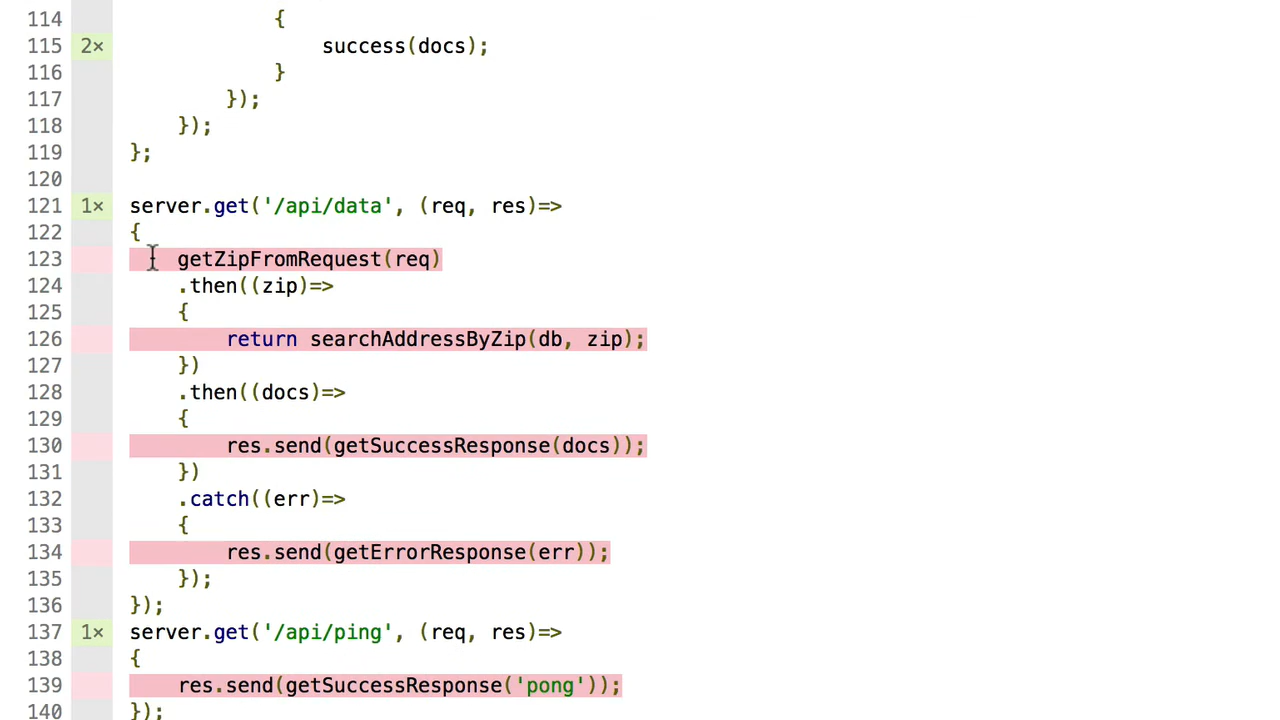 114                 {
115 2×                  success(docs);
116                 }
117         });
118     });
119 };
120
121 1× server.get('/api/data', (req, res)=>
122 {
123     getZipFromRequest(req)
124     .then((zip)=>
125     {
126         return searchAddressByZip(db, zip);
127     })
128     .then((docs)=>
129     {
130         res.send(getSuccessResponse(docs));
131     })
132     .catch((err)=>
133     {
134         res.send(getErrorResponse(err));
135     });
136 });
137 1× server.get('/api/ping', (req, res)=>
138 {
139     res.send(getSuccessResponse('pong'));
140 });